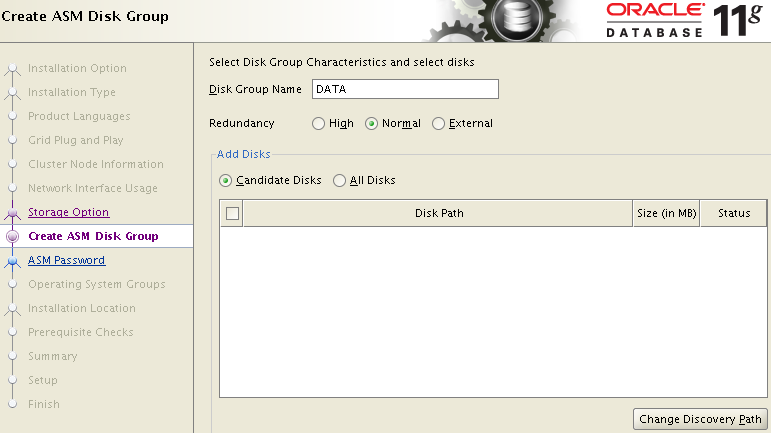 Create ASM Disk Group
ORACLE
DATABASE 11g
Installation Option
Installation Type
Product Languages
Grid Plug and Play
Cluster Node Information
Network Interface Usage
Storage Option
Create ASM Disk Group
ASM Password
Operating System Groups
Installation Location
Prerequisite Checks
Summary
Setup
Finish
Select Disk Group Characteristics and select disks
Disk Group Name DATA
Redundancy High Normal External
Add Disks
Candidate Disks All Disks
Disk Path Size (in MB) Status
Change Discovery Path